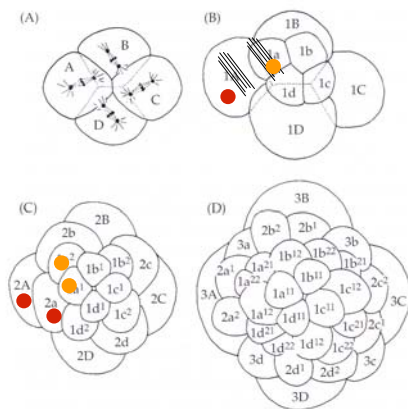 (A)
B
A
C
D
(B)
1B
1b
1c
1d
1C
1D
(C)
2B
2b
1b²
2c
1b¹
2A
2a
1c¹
2C
1d¹
1c²
1d²
2d
2D
(D)
3B
2b²
2b¹
3a
3b
1b¹²
1b²²
1b²¹
2a¹
1a²¹
1a²²
1b¹¹
2c²
1c¹²
3A
1a¹¹
3C
2a²
1a¹²
1c¹¹
1d¹¹
1c²¹
2c¹
1d²¹
1d¹²
1d²²
1c²²
3d
3c
2d¹
2d²
3D